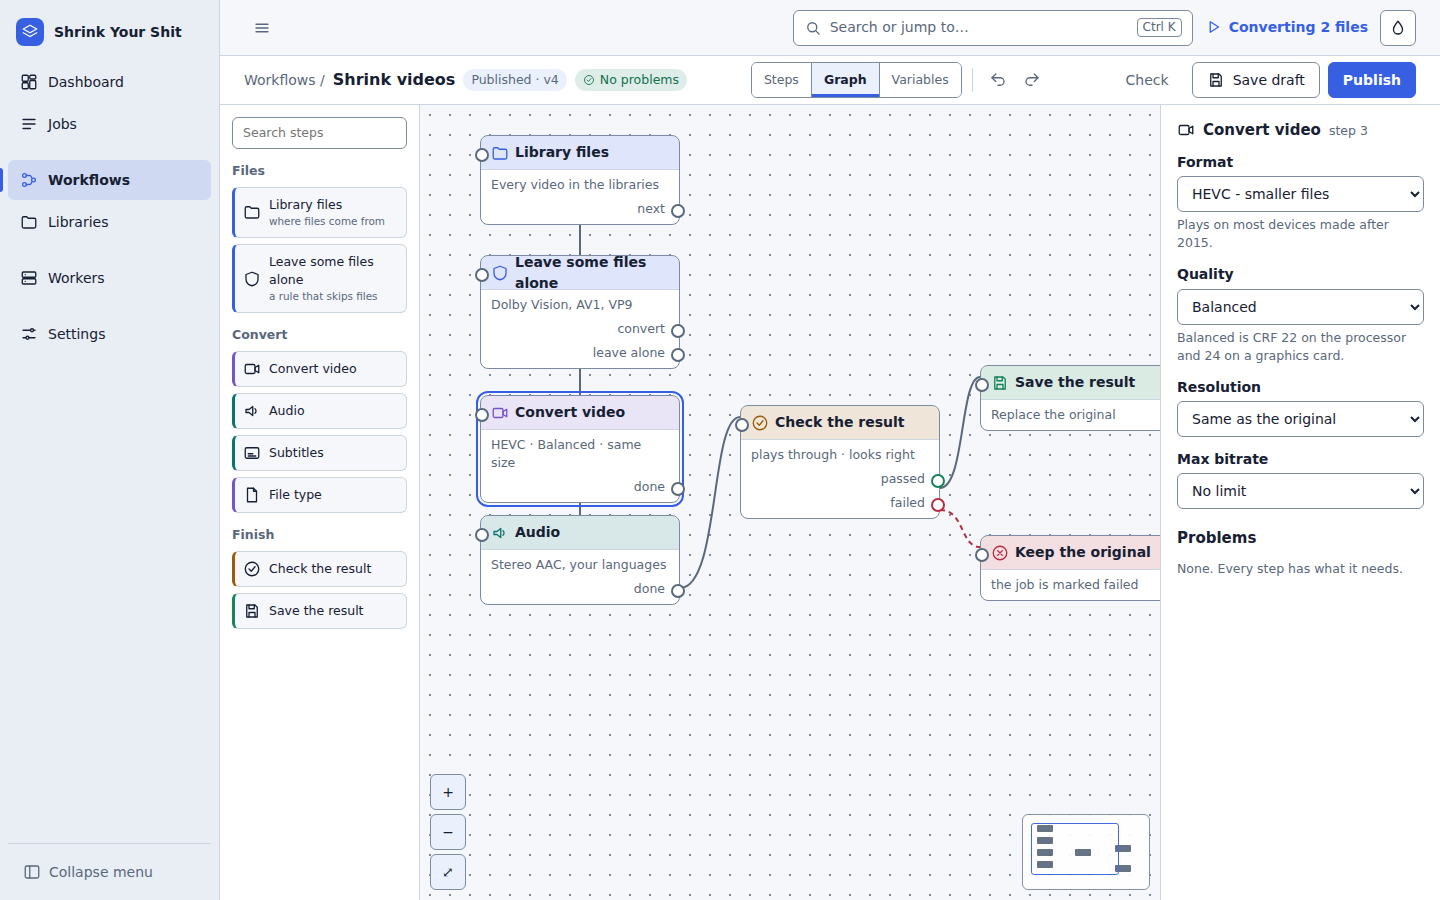 Shrink Your Shit
Dashboard
Jobs
Workflows
Libraries
Workers
Settings
Collapse menu
Search or jump to…
Ctrl K
Converting 2 files
Workflows /
Shrink videos
Published · v4
No problems
Steps
Graph
Variables
Check
Save draft
Publish
Search steps
Files
Library files
where files come from
Leave some files
alone
a rule that skips files
Convert
Convert video
Audio
Subtitles
File type
Finish
Check the result
Save the result
Library files
Every video in the libraries
next
Leave some files
alone
Dolby Vision, AV1, VP9
convert
leave alone
Convert video
HEVC · Balanced · same
size
done
Audio
Stereo AAC, your languages
done
Check the result
plays through · looks right
passed
failed
Save the result
Replace original
Keep the original
the job is marked failed
+
−
Convert video step 3
Format
HEVC - smaller files
Plays on most devices made after
2015.
Quality
Balanced
Balanced is CRF 22 on the processor
and 24 on a graphics card.
Resolution
Same as the original
Max bitrate
No limit
Problems
None. Every step has what it needs.